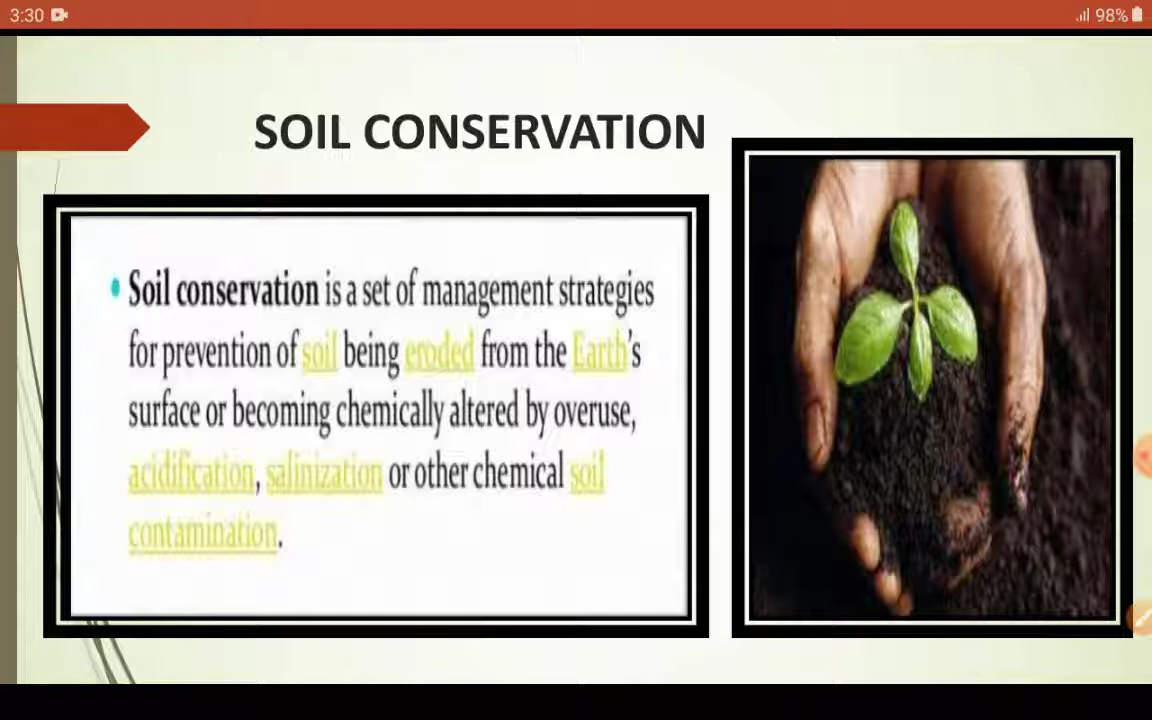 3:30
98%
SOIL CONSERVATION
• Soil conservation is a set of management strategies
for prevention of soil being eroded from the Earth's
surface or becoming chemically altered by overuse,
acidification, salinization or other chemical soil
contamination.